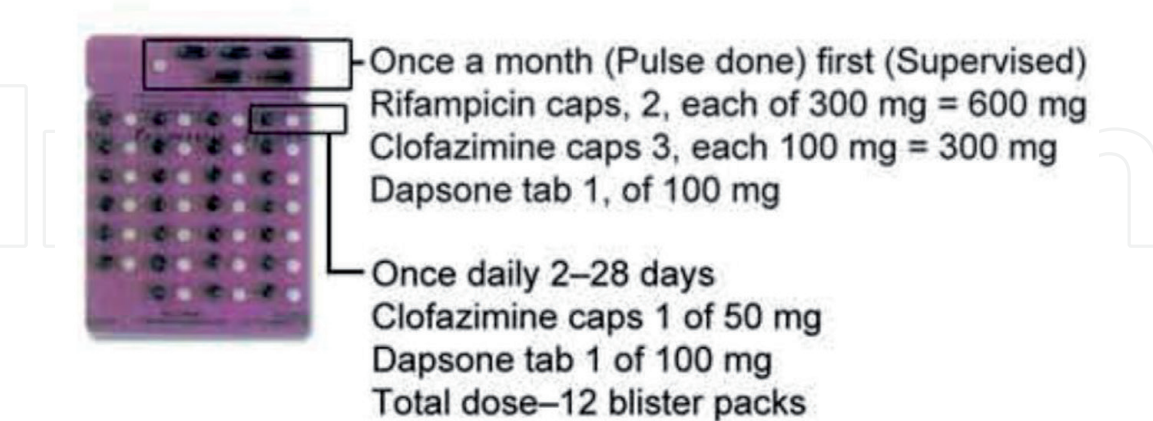 Once a month (Pulse done) first (Supervised)
Rifampicin caps, 2, each of 300 mg = 600 mg
Clofazimine caps 3, each 100 mg = 300 mg
Dapsone tab 1, of 100 mg
Once daily 2–28 days
Clofazimine caps 1 of 50 mg
Dapsone tab 1 of 100 mg
Total dose–12 blister packs